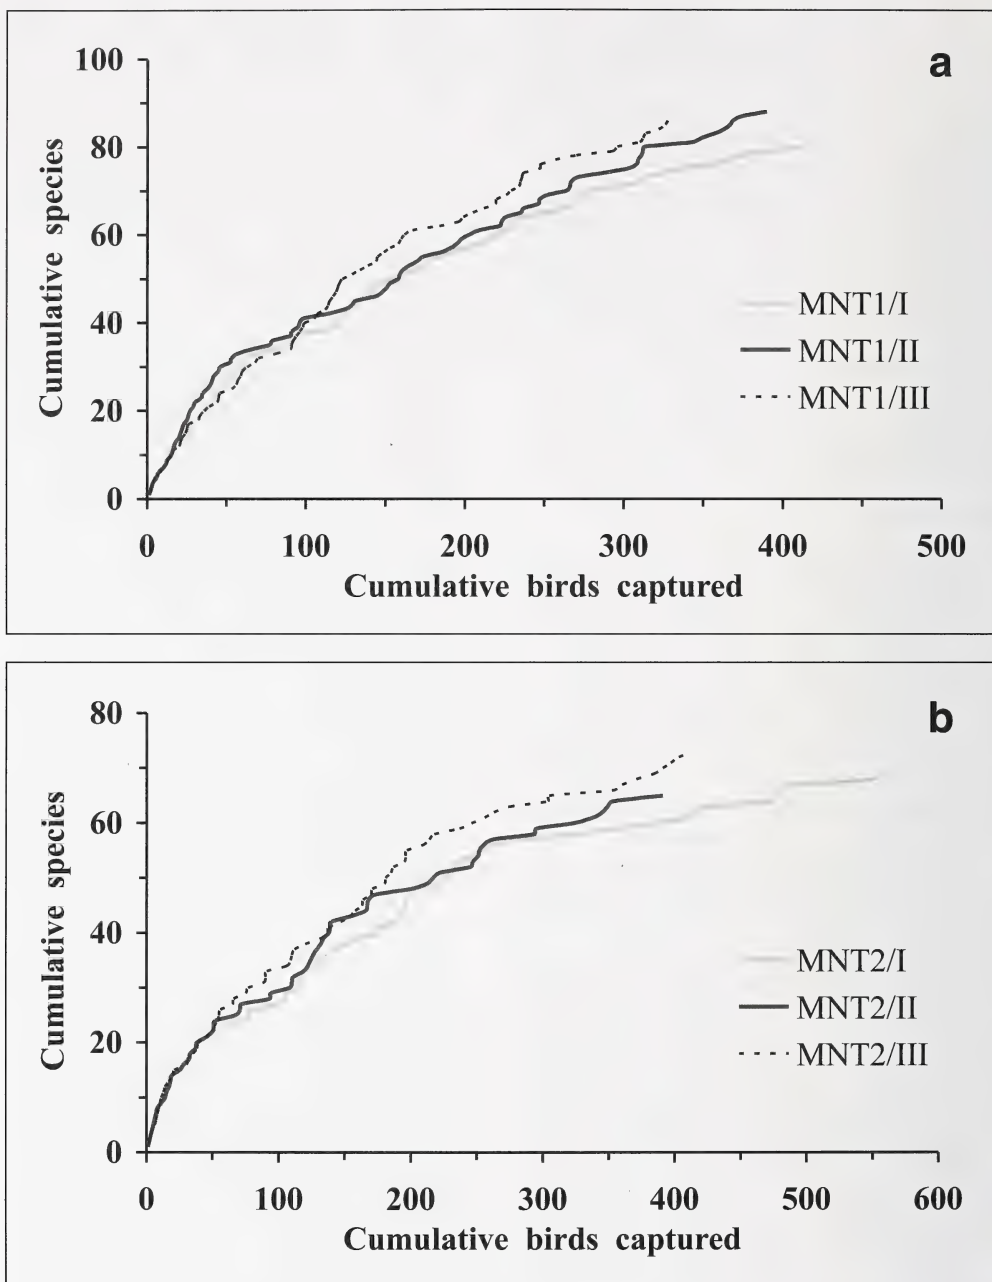 a
100
80
60
40
20
0
Cumulative species
0 100 200 300 400 500
Cumulative birds captured
MNT1/I
MNT1/II
MNT1/III
b
80
60
40
20
0
Cumulative species
0 100 200 300 400 500 600
Cumulative birds captured
MNT2/I
MNT2/II
MNT2/III